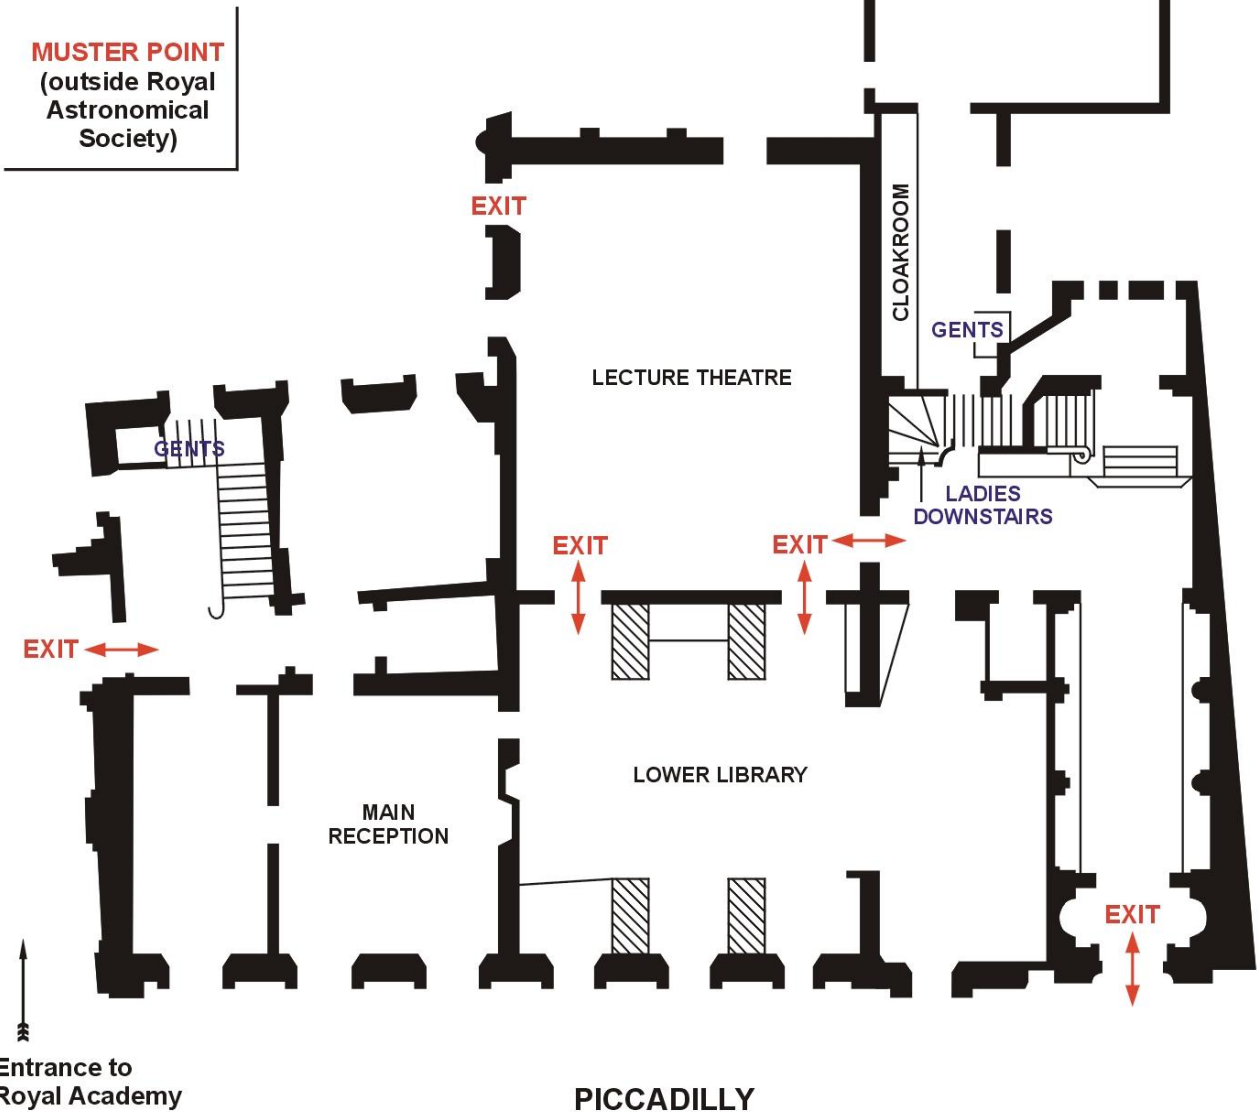 MUSTER POINT
(outside Royal
Astronomical
Society)
EXIT
CLOAKROOM
GENTS
LECTURE THEATRE
GENTS
LADIES
DOWNSTAIRS
EXIT
EXIT
EXIT
LOWER LIBRARY
MAIN
RECEPTION
EXIT
Entrance to
Royal Academy
PICCADILLY